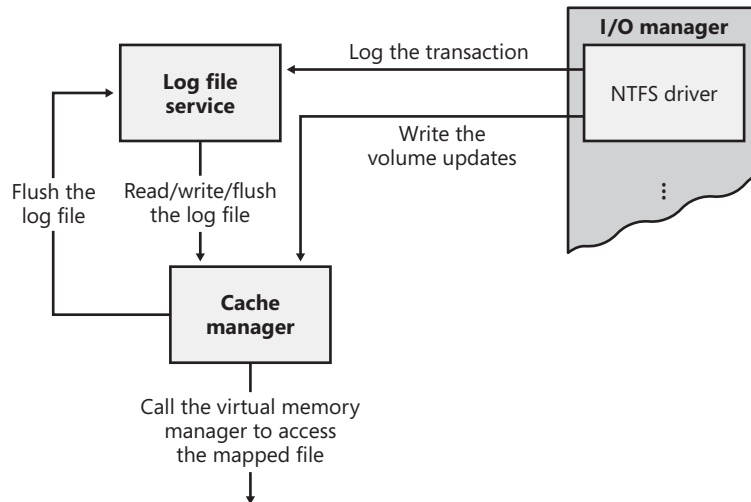 I/O manager
Log the transaction
Log file
service
NTFS driver
Write the
volume updates
Flush the
log file
Read/write/flush
the log file
...
Cache
manager
Call the virtual memory
manager to access
the mapped file